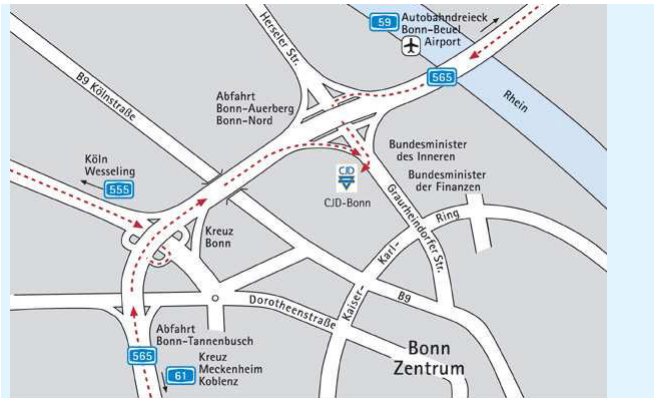 Herseler Str.
59
Autobahndreieck
Bonn-Beuel
Airport
565
B9 Kölnstraße
Abfahrt
Bonn-Auerberg
Bonn-Nord
Rhein
Köln
Wesseling
555
Bundesminister
des Inneren
Bundesminister
der Finanzen
CJD
CJD-Bonn
Graurheindorfer Str.
Kreuz
Bonn
Kaiser-
Karl-
Ring
B9
Dorotheenstraße
Abfahrt
Bonn-Tannenbusch
565
61
Kreuz
Meckenheim
Koblenz
Bonn
Zentrum